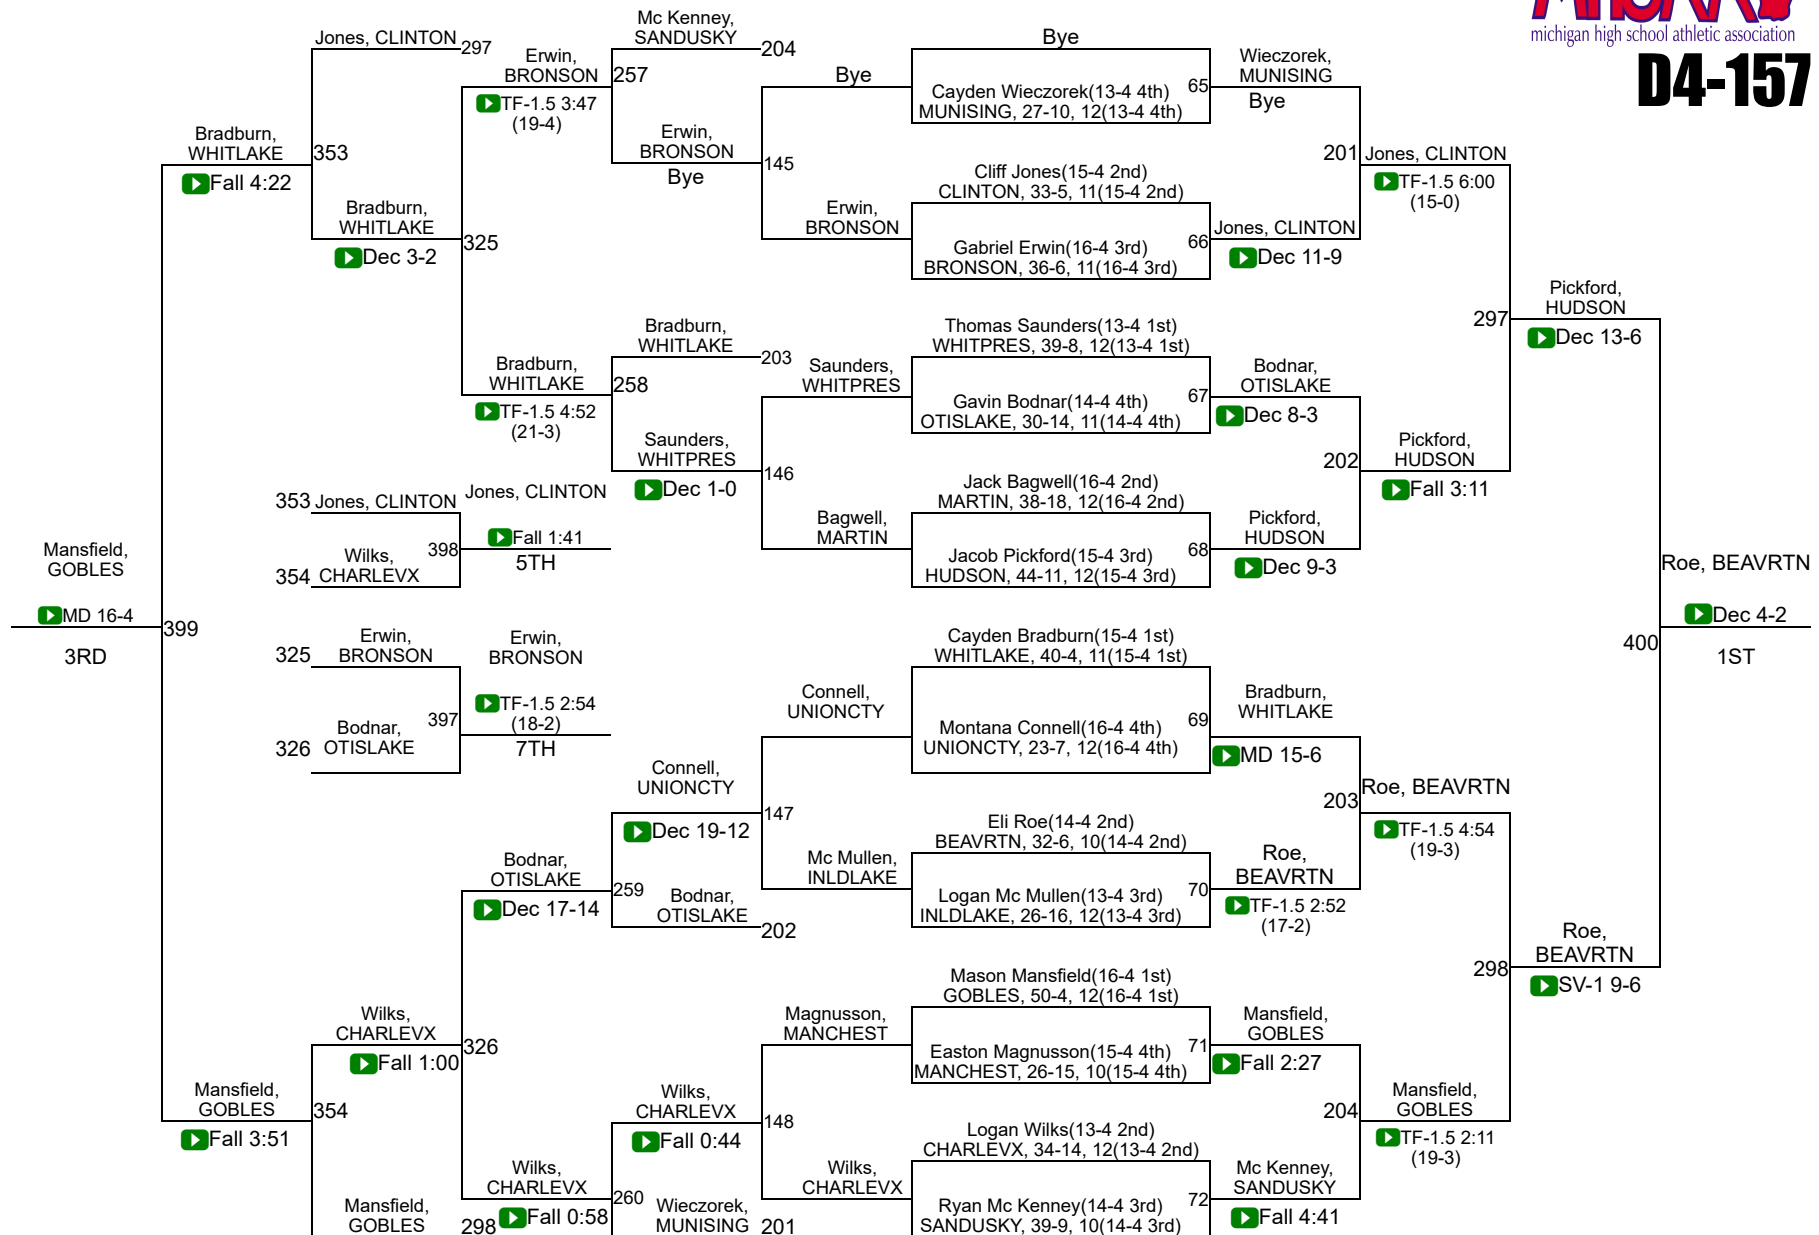 MHSAA
michigan high school athletic association
D4-157
Jones, CLINTON
297
Bradburn,
WHITLAKE
Fall 4:22
353
Bradburn,
WHITLAKE
Dec 3-2
Erwin,
BRONSON
TF-1.5 3:47
(19-4)
325
Bradburn,
WHITLAKE
TF-1.5 4:52
(21-3)
Mc Kenney,
SANDUSKY
204
257
Erwin,
BRONSON
Bye
145
Bradburn,
WHITLAKE
203
258
Saunders,
WHITPRES
Dec 1-0
146
Bye
Erwin,
BRONSON
Saunders,
WHITPRES
Bagwell,
MARTIN
Bye
Cayden Wieczorek(13-4 4th)
MUNISING, 27-10, 12(13-4 4th)
65
Cliff Jones(15-4 2nd)
CLINTON, 33-5, 11(15-4 2nd)
Gabriel Erwin(16-4 3rd)
BRONSON, 36-6, 11(16-4 3rd)
66
Thomas Saunders(13-4 1st)
WHITPRES, 39-8, 12(13-4 1st)
Gavin Bodnar(14-4 4th)
OTISLAKE, 30-14, 11(14-4 4th)
67
Jack Bagwell(16-4 2nd)
MARTIN, 38-18, 12(16-4 2nd)
Jacob Pickford(15-4 3rd)
HUDSON, 44-11, 12(15-4 3rd)
68
Wieczorek,
MUNISING
Bye
201
Jones, CLINTON
Dec 11-9
Bodnar,
OTISLAKE
Dec 8-3
202
Pickford,
HUDSON
Dec 9-3
Jones, CLINTON
TF-1.5 6:00
(15-0)
297
Pickford,
HUDSON
Fall 3:11
Pickford,
HUDSON
Dec 13-6
353
Jones, CLINTON
Wilks,
CHARLEVX
354
398
Jones, CLINTON
Fall 1:41
5TH
Mansfield,
GOBLES
MD 16-4
3RD
399
325
Erwin,
BRONSON
Bodnar,
OTISLAKE
326
397
Erwin,
BRONSON
TF-1.5 2:54
(18-2)
7TH
Roe, BEAVRTN
Dec 4-2
1ST
400
Connell,
UNIONCTY
Dec 19-12
147
Bodnar,
OTISLAKE
Dec 17-14
259
Bodnar,
OTISLAKE
202
Connell,
UNIONCTY
Mc Mullen,
INLDLAKE
Cayden Bradburn(15-4 1st)
WHITLAKE, 40-4, 11(15-4 1st)
Montana Connell(16-4 4th)
UNIONCTY, 23-7, 12(16-4 4th)
69
Eli Roe(14-4 2nd)
BEAVRTN, 32-6, 10(14-4 2nd)
Logan Mc Mullen(13-4 3rd)
INLDLAKE, 26-16, 12(13-4 3rd)
70
Bradburn,
WHITLAKE
MD 15-6
203
Roe,
BEAVRTN
TF-1.5 2:52
(17-2)
Roe, BEAVRTN
TF-1.5 4:54
(19-3)
298
Roe,
BEAVRTN
SV-1 9-6
Wilks,
CHARLEVX
Fall 1:00
326
Mansfield,
GOBLES
Fall 3:51
354
Mansfield,
GOBLES
298
Wilks,
CHARLEVX
Fall 0:58
Wilks,
CHARLEVX
Fall 0:44
148
260
Wieczorek,
MUNISING
201
Magnusson,
MANCHEST
Wilks,
CHARLEVX
Mason Mansfield(16-4 1st)
GOBLES, 50-4, 12(16-4 1st)
Easton Magnusson(15-4 4th)
MANCHEST, 26-15, 10(15-4 4th)
71
Logan Wilks(13-4 2nd)
CHARLEVX, 34-14, 12(13-4 2nd)
Ryan Mc Kenney(14-4 3rd)
SANDUSKY, 39-9, 10(14-4 3rd)
72
Mansfield,
GOBLES
Fall 2:27
204
Mc Kenney,
SANDUSKY
Fall 4:41
Mansfield,
GOBLES
TF-1.5 2:11
(19-3)